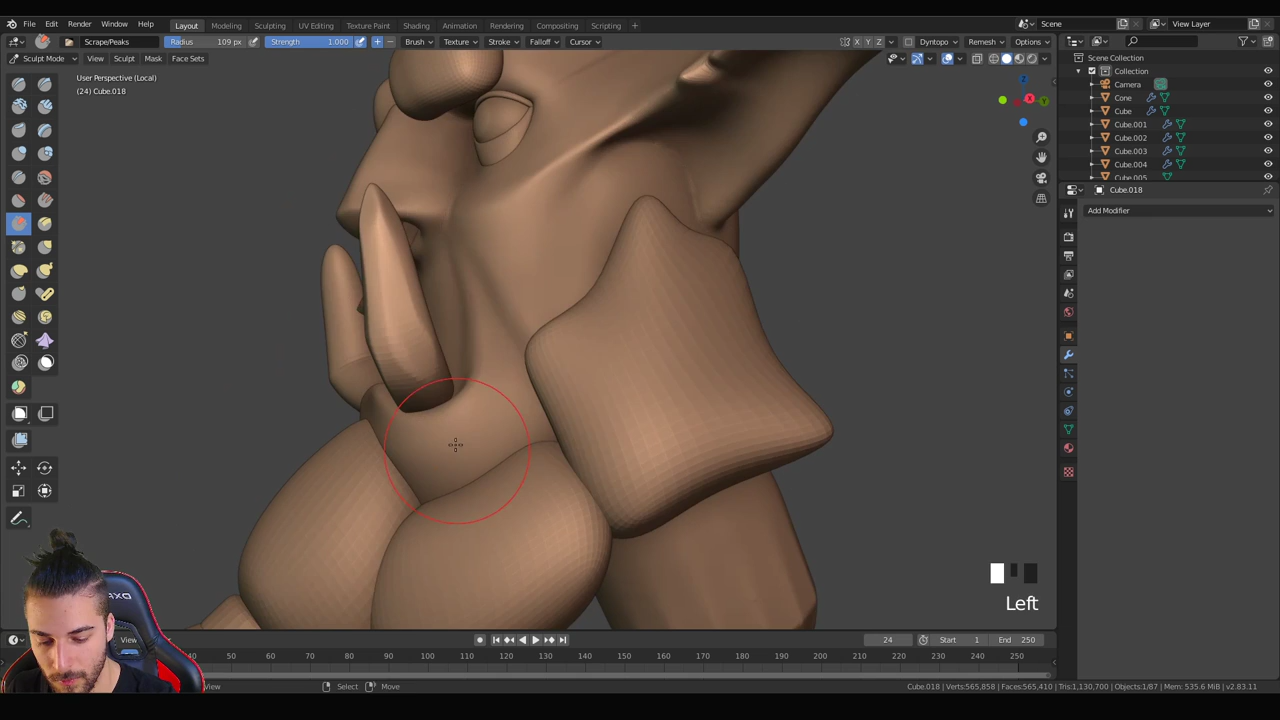 File Edit Render Window Help Layout Modeling Sculpting UV Editing Texture Paint Shading Animation Rendering Compositing Scripting + Scene View Layer
Scrape/Peaks Radius 109 px Strength 1.000 Brush Texture Stroke Falloff Cursor X Y Z Dyntopo Remesh Options
Sculpt Mode View Sculpt Mask Face Sets
User Perspective (Local)
(24) Cube.018
Scene Collection
Collection
Camera
Cone
Cube
Cube.001
Cube.002
Cube.003
Cube.004
Cube.005
Cube.018
Add Modifier
Left
View 24 Start 1 End 250
40 50 60 70 80 90 100 110 120 130 140 150 160 170 180 190 200 210 220 230 240 250
View Select Move Cube.018 | Verts:565,858 | Faces:565,410 | Tris:1,130,700 | Objects:1/87 | Mem: 535.6 MiB | v2.83.11